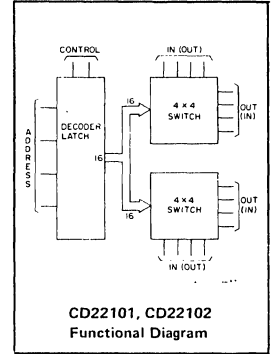 CONTROL
IN (OUT)
ADDRESS
DECODER
LATCH
16
16
16
4 × 4
SWITCH
OUT
(IN)
4 × 4
SWITCH
OUT
(IN)
IN (OUT)
CD22101, CD22102
Functional Diagram